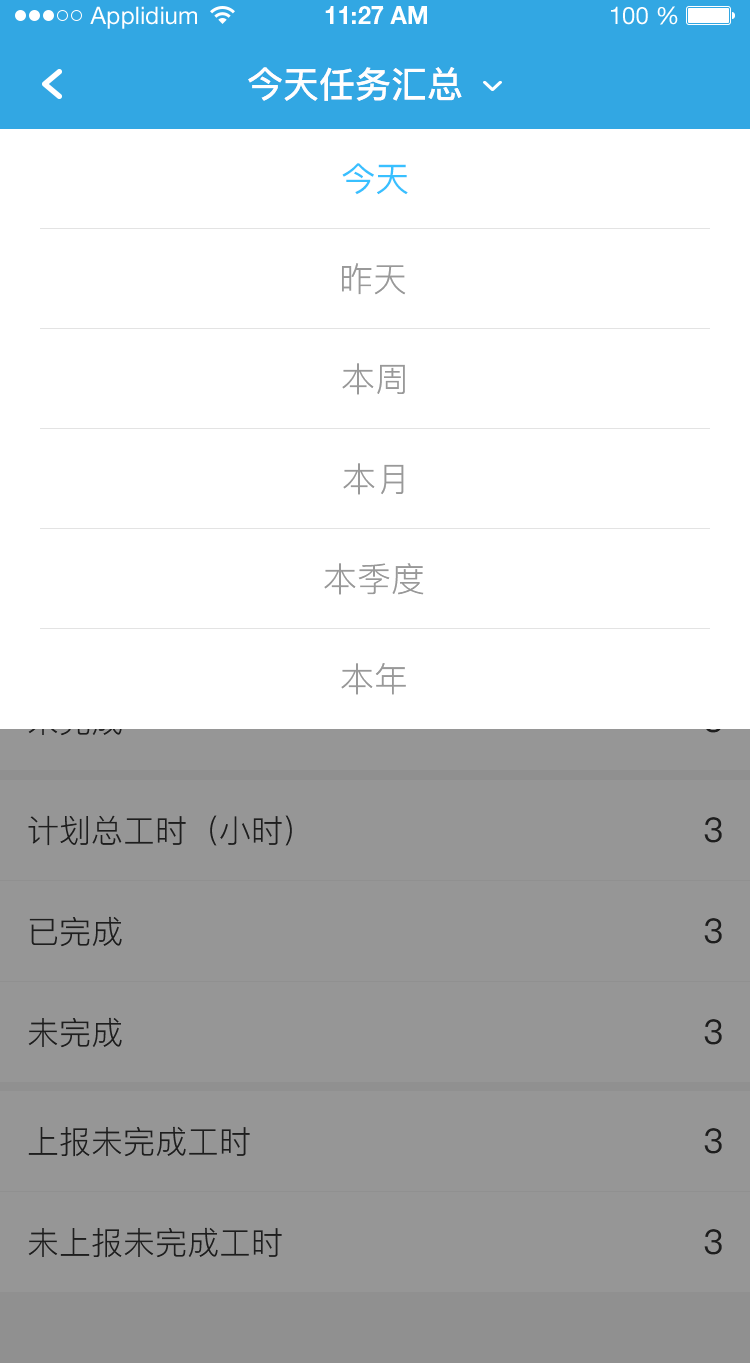 Applidium 11:27 AM 100 %
今天任务汇总
今天
昨天
本周
本月
本季度
本年
未完成 3
计划总工时（小时） 3
已完成 3
未完成 3
上报未完成工时 3
未上报未完成工时 3